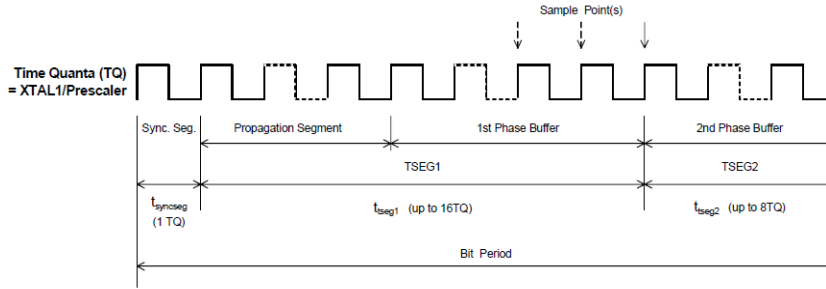 Sample Point(s)
Time Quanta (TQ)
= XTAL1/Prescaler
Sync. Seg.
Propagation Segment
1st Phase Buffer
2nd Phase Buffer
TSEG1
TSEG2
tsyncseg
(1 TQ)
ttseg1 (up to 16TQ)
ttseg2 (up to 8TQ)
Bit Period